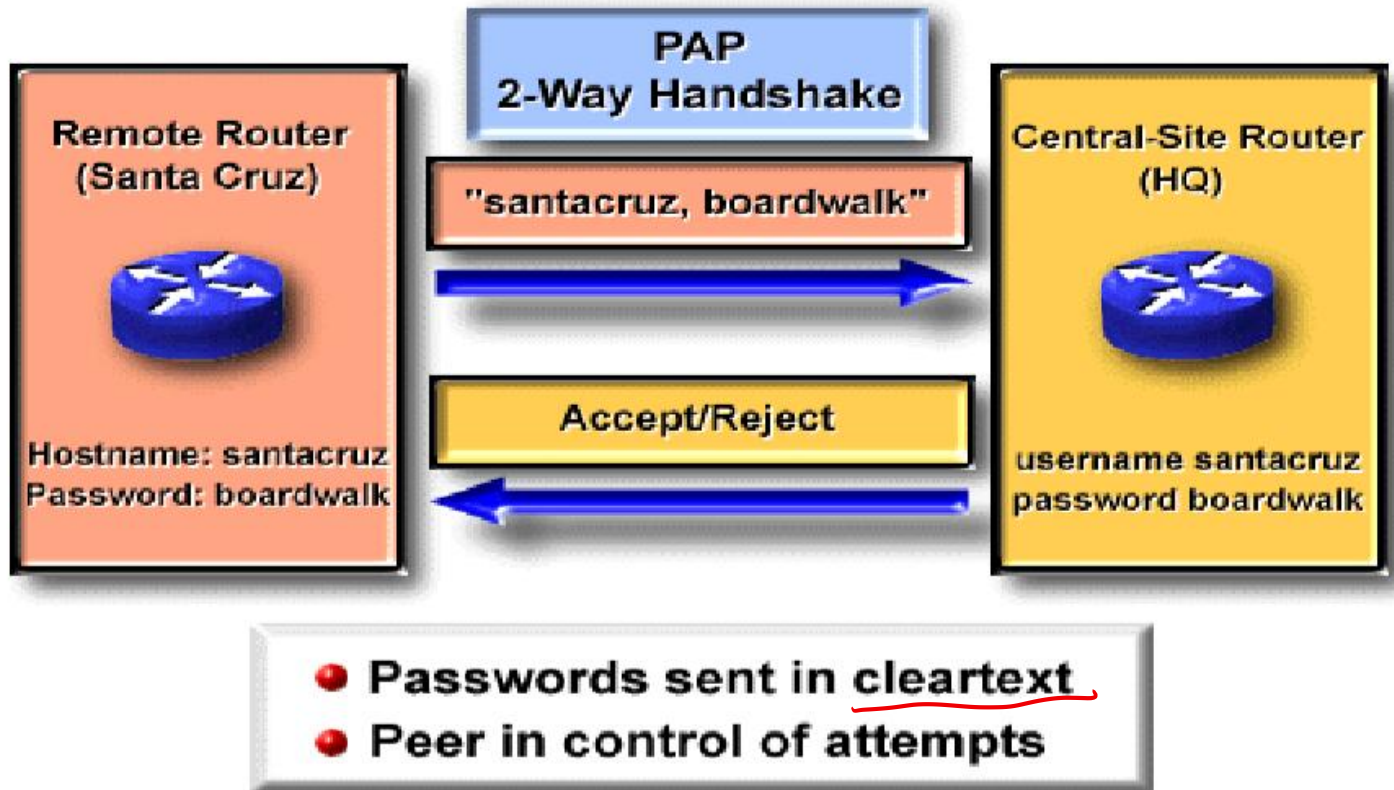 PAP
2-Way Handshake
Remote Router
(Santa Cruz)
Central-Site Router
(HQ)
"santacruz, boardwalk"
Accept/Reject
Hostname: santacruz
Password: boardwalk
username santacruz
password boardwalk
Passwords sent in cleartext
Peer in control of attempts